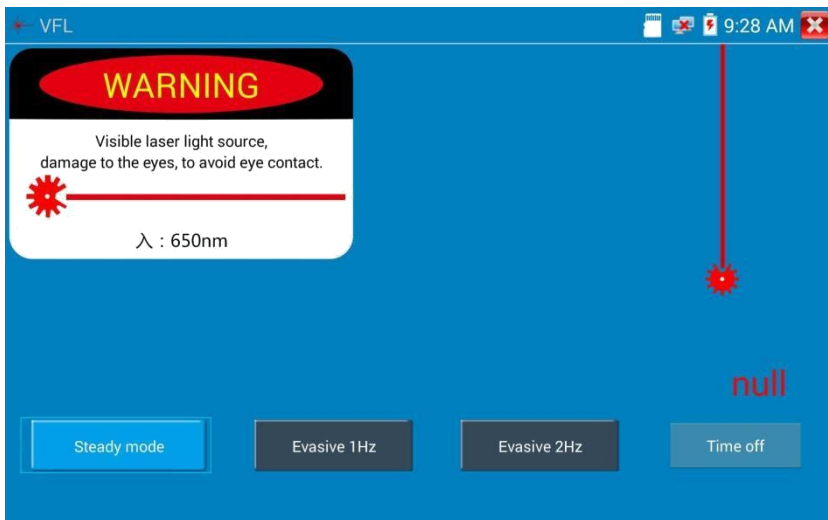 VFL
9:28 AM
WARNING
Visible laser light source,
damage to the eyes, to avoid eye contact.
入 : 650nm
null
Steady mode
Evasive 1Hz
Evasive 2Hz
Time off